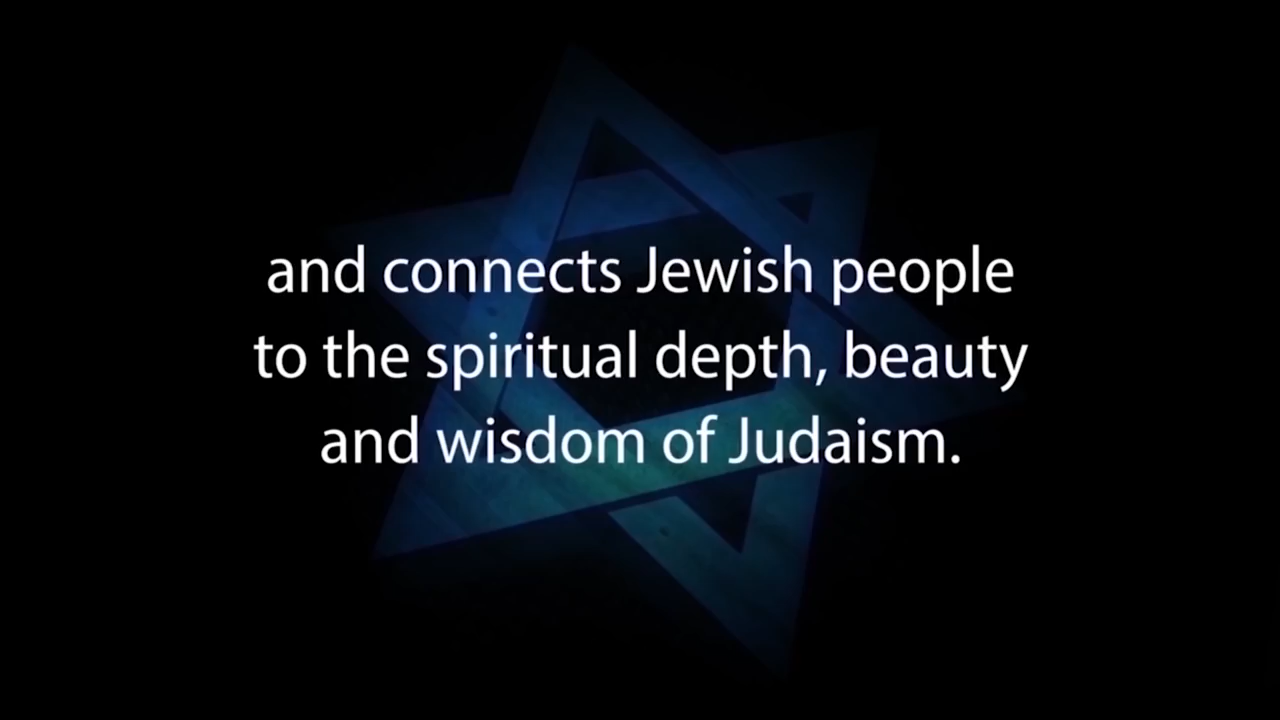 and connects Jewish people
to the spiritual depth, beauty
and wisdom of Judaism.